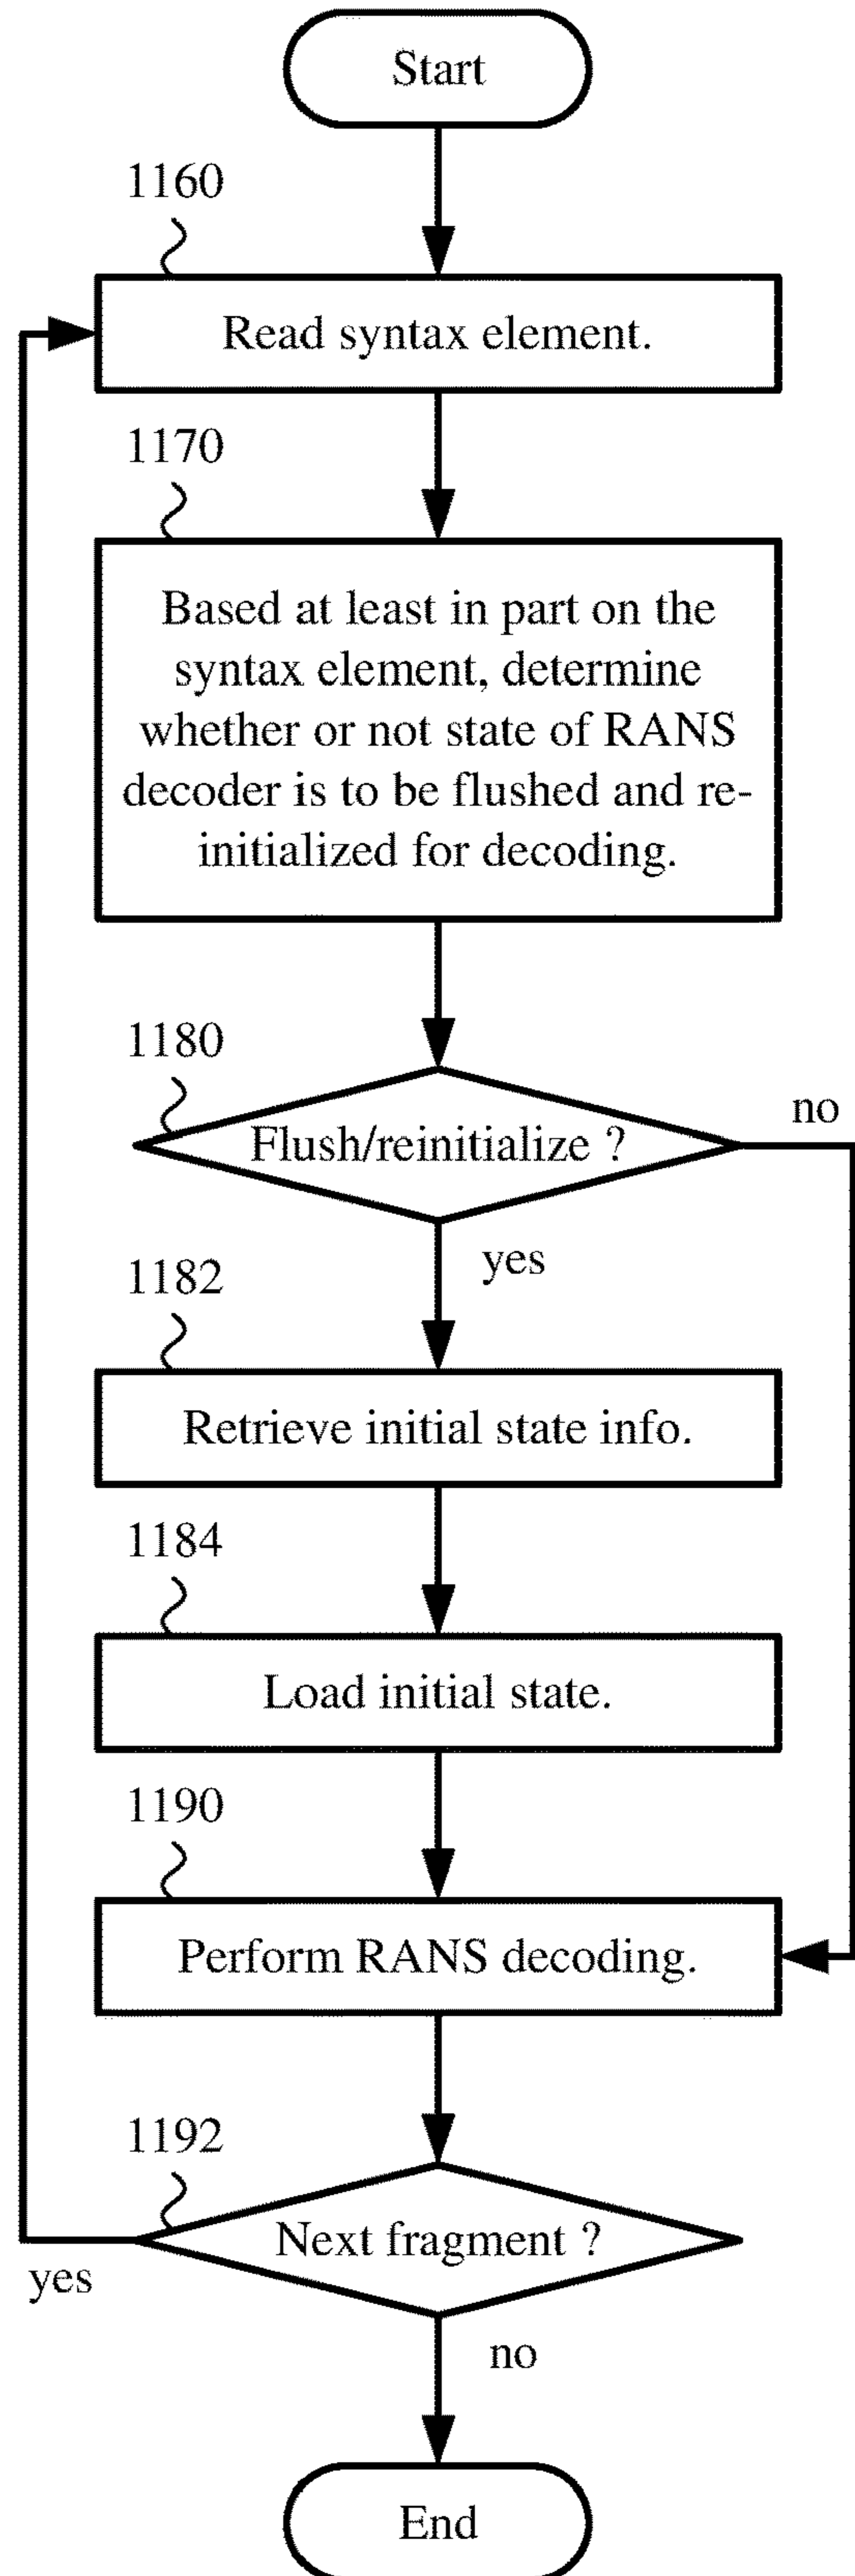 Start
1160
Read syntax element.
1170
Based at least in part on the
syntax element, determine
whether or not state of RANS
decoder is to be flushed and re-
initialized for decoding.
1180
no
Flush/reinitialize ?
yes
1182
Retrieve initial state info.
1184
Load initial state.
1190
Perform RANS decoding.
1192
Next fragment ?
yes
no
End